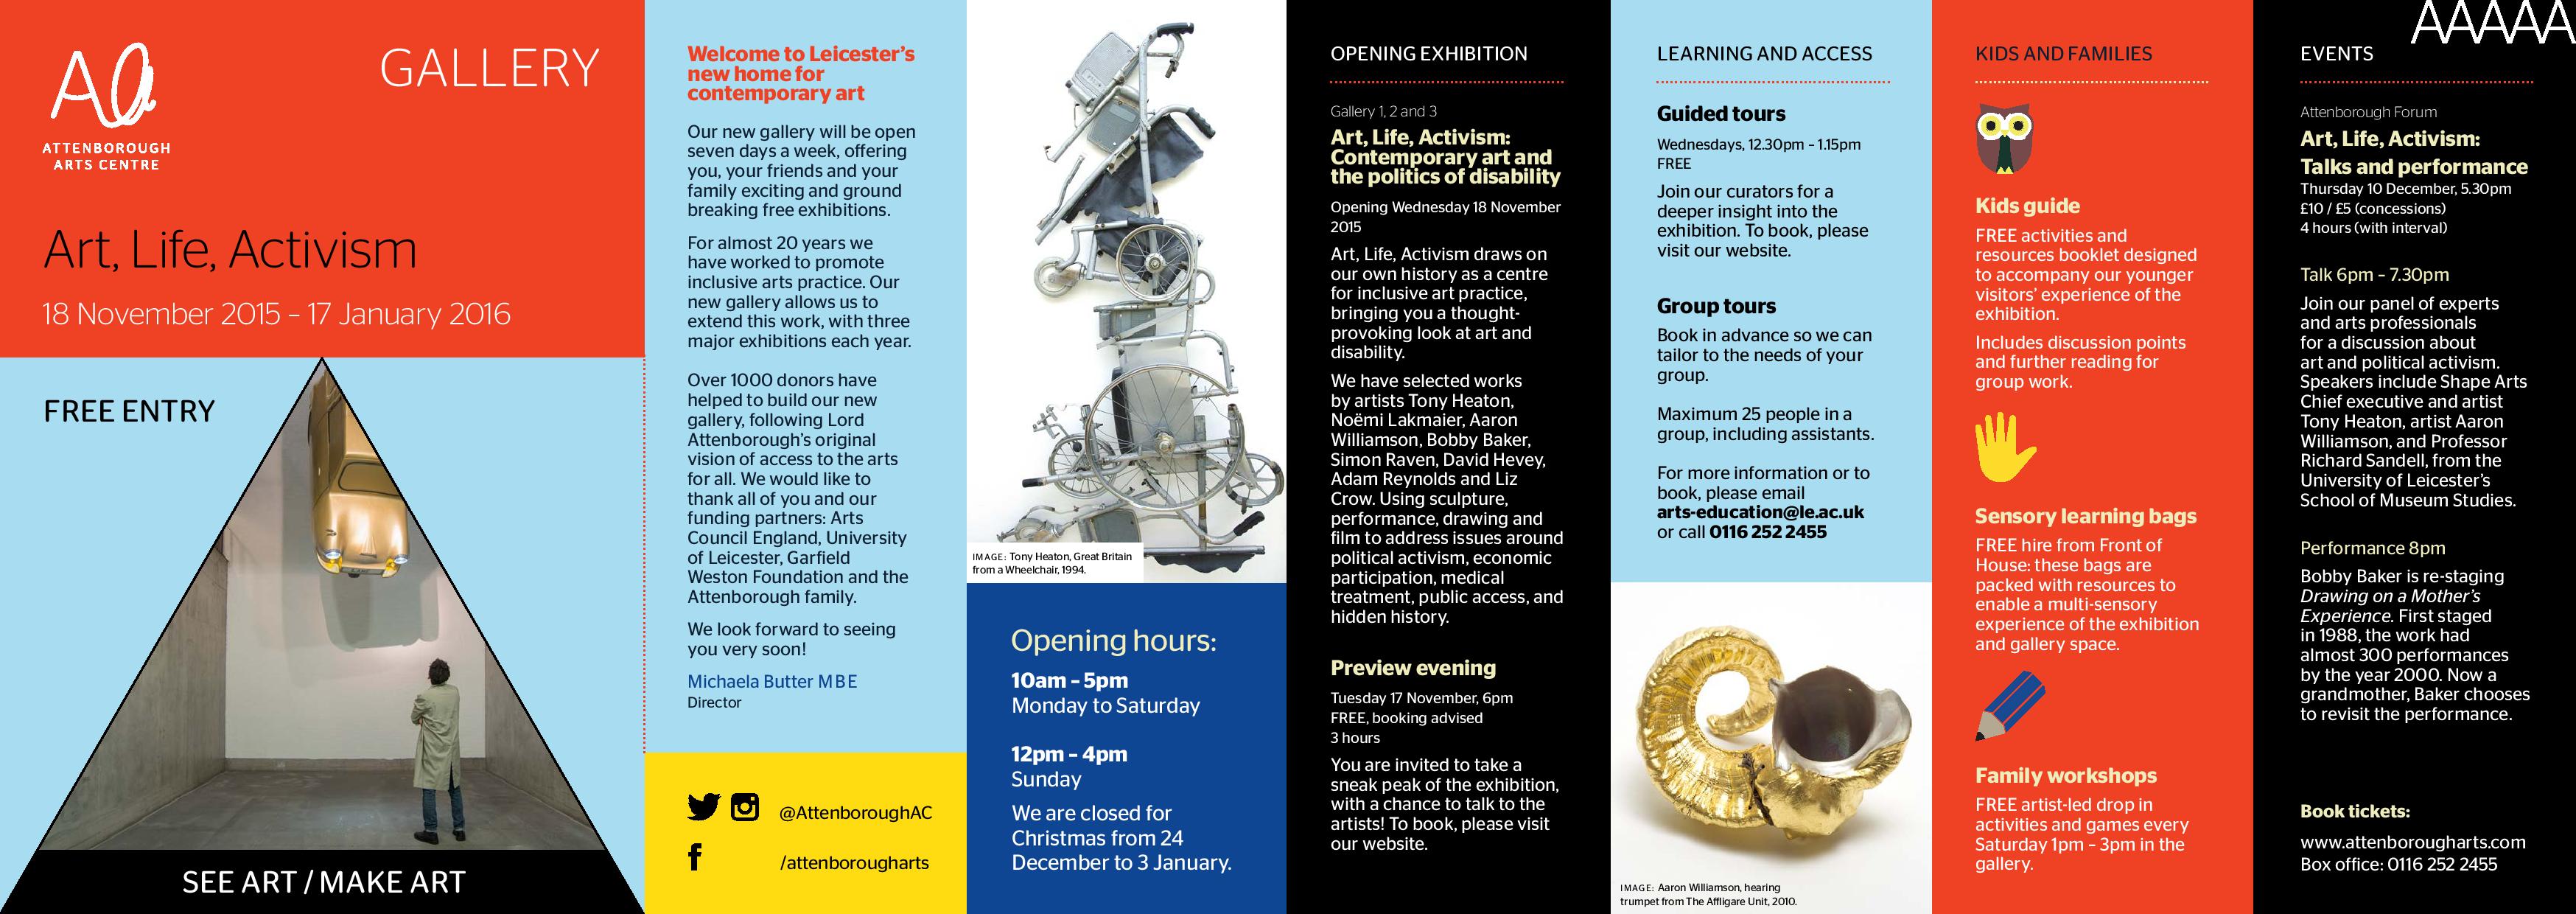 AQ
ATTENBOROUGH
ARTS CENTRE
GALLERY
Art, Life, Activism
18 November 2015 – 17 January 2016
FREE ENTRY
SEE ART / MAKE ART
Welcome to Leicester's
new home for
contemporary art
Our new gallery will be open
seven days a week, offering
you, your friends and your
family exciting and ground
breaking free exhibitions.
For almost 20 years we
have worked to promote
inclusive arts practice. Our
new gallery allows us to
extend this work, with three
major exhibitions each year.
Over 1000 donors have
helped to build our new
gallery, following Lord
Attenborough's original
vision of access to the arts
for all. We would like to
thank all of you and our
funding partners: Arts
Council England, University
of Leicester, Garfield
Weston Foundation and the
Attenborough family.
We look forward to seeing
you very soon!
Michaela Butter MBE
Director
@AttenboroughAC
/attenborougharts
IMAGE: Tony Heaton, Great Britain
from a Wheelchair, 1994.
Opening hours:
10am – 5pm
Monday to Saturday
12pm – 4pm
Sunday
We are closed for
Christmas from 24
December to 3 January.
OPENING EXHIBITION
Gallery 1, 2 and 3
Art, Life, Activism:
Contemporary art and
the politics of disability
Opening Wednesday 18 November
2015
Art, Life, Activism draws on
our own history as a centre
for inclusive art practice,
bringing you a thought-
provoking look at art and
disability.
We have selected works
by artists Tony Heaton,
Noëmi Lakmaier, Aaron
Williamson, Bobby Baker,
Simon Raven, David Hevey,
Adam Reynolds and Liz
Crow. Using sculpture,
performance, drawing and
film to address issues around
political activism, economic
participation, medical
treatment, public access, and
hidden history.
Preview evening
Tuesday 17 November, 6pm
FREE, booking advised
3 hours
You are invited to take a
sneak peak of the exhibition,
with a chance to talk to the
artists! To book, please visit
our website.
LEARNING AND ACCESS
Guided tours
Wednesdays, 12.30pm – 1.15pm
FREE
Join our curators for a
deeper insight into the
exhibition. To book, please
visit our website.
Group tours
Book in advance so we can
tailor to the needs of your
group.
Maximum 25 people in a
group, including assistants.
For more information or to
book, please email
arts-education@le.ac.uk
or call 0116 252 2455
IMAGE: Aaron Williamson, hearing
trumpet from The Affligare Unit, 2010.
KIDS AND FAMILIES
Kids guide
FREE activities and
resources booklet designed
to accompany our younger
visitors' experience of the
exhibition.
Includes discussion points
and further reading for
group work.
Sensory learning bags
FREE hire from Front of
House: these bags are
packed with resources to
enable a multi-sensory
experience of the exhibition
and gallery space.
Family workshops
FREE artist-led drop in
activities and games every
Saturday 1pm – 3pm in the
gallery.
AAAAA
EVENTS
Attenborough Forum
Art, Life, Activism:
Talks and performance
Thursday 10 December, 5.30pm
£10 / £5 (concessions)
4 hours (with interval)
Talk 6pm – 7.30pm
Join our panel of experts
and arts professionals
for a discussion about
art and political activism.
Speakers include Shape Arts
Chief executive and artist
Tony Heaton, artist Aaron
Williamson, and Professor
Richard Sandell, from the
University of Leicester's
School of Museum Studies.
Performance 8pm
Bobby Baker is re-staging
Drawing on a Mother's
Experience. First staged
in 1988, the work had
almost 300 performances
by the year 2000. Now a
grandmother, Baker chooses
to revisit the performance.
Book tickets:
www.attenborougharts.com
Box office: 0116 252 2455